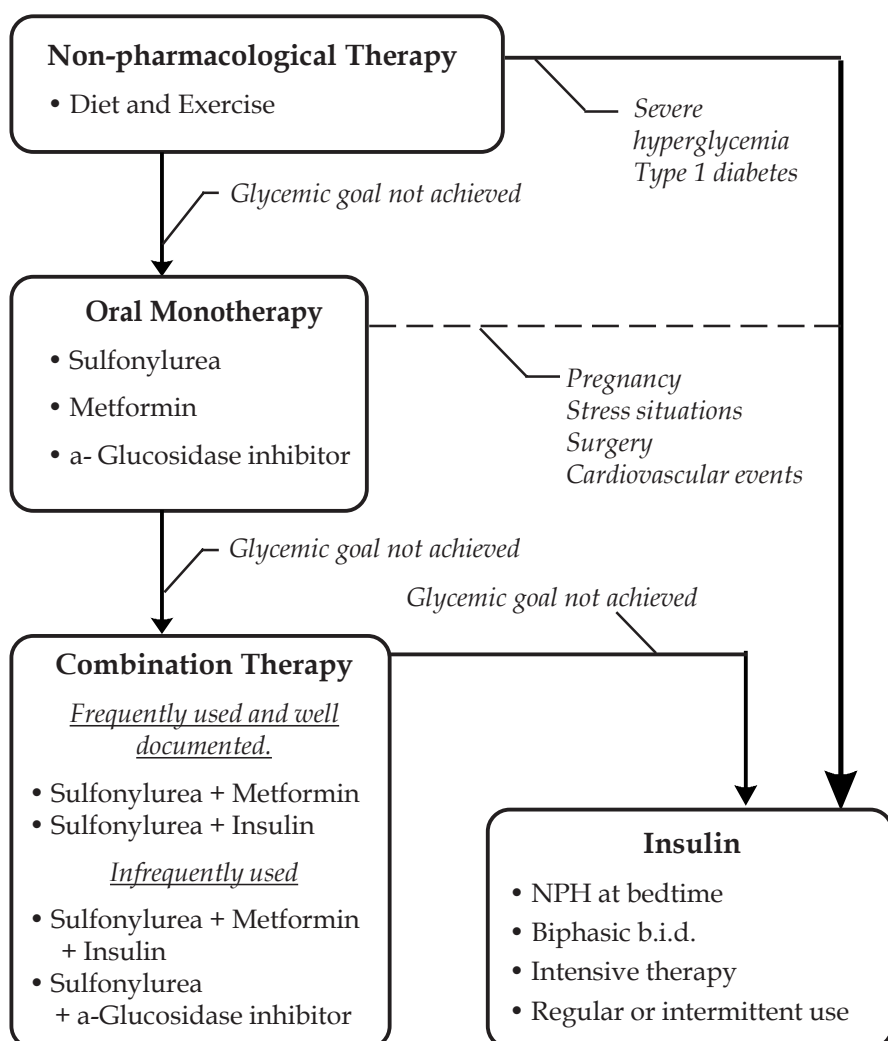 Non-pharmacological Therapy
• Diet and Exercise
Severe
hyperglycemia
Type 1 diabetes
Glycemic goal not achieved
Oral Monotherapy
• Sulfonylurea
• Metformin
• a- Glucosidase inhibitor
Pregnancy
Stress situations
Surgery
Cardiovascular events
Glycemic goal not achieved
Glycemic goal not achieved
Combination Therapy
Frequently used and well
documented.
• Sulfonylurea + Metformin
• Sulfonylurea + Insulin
Infrequently used
• Sulfonylurea + Metformin
+ Insulin
• Sulfonylurea
+ a-Glucosidase inhibitor
Insulin
• NPH at bedtime
• Biphasic b.i.d.
• Intensive therapy
• Regular or intermittent use